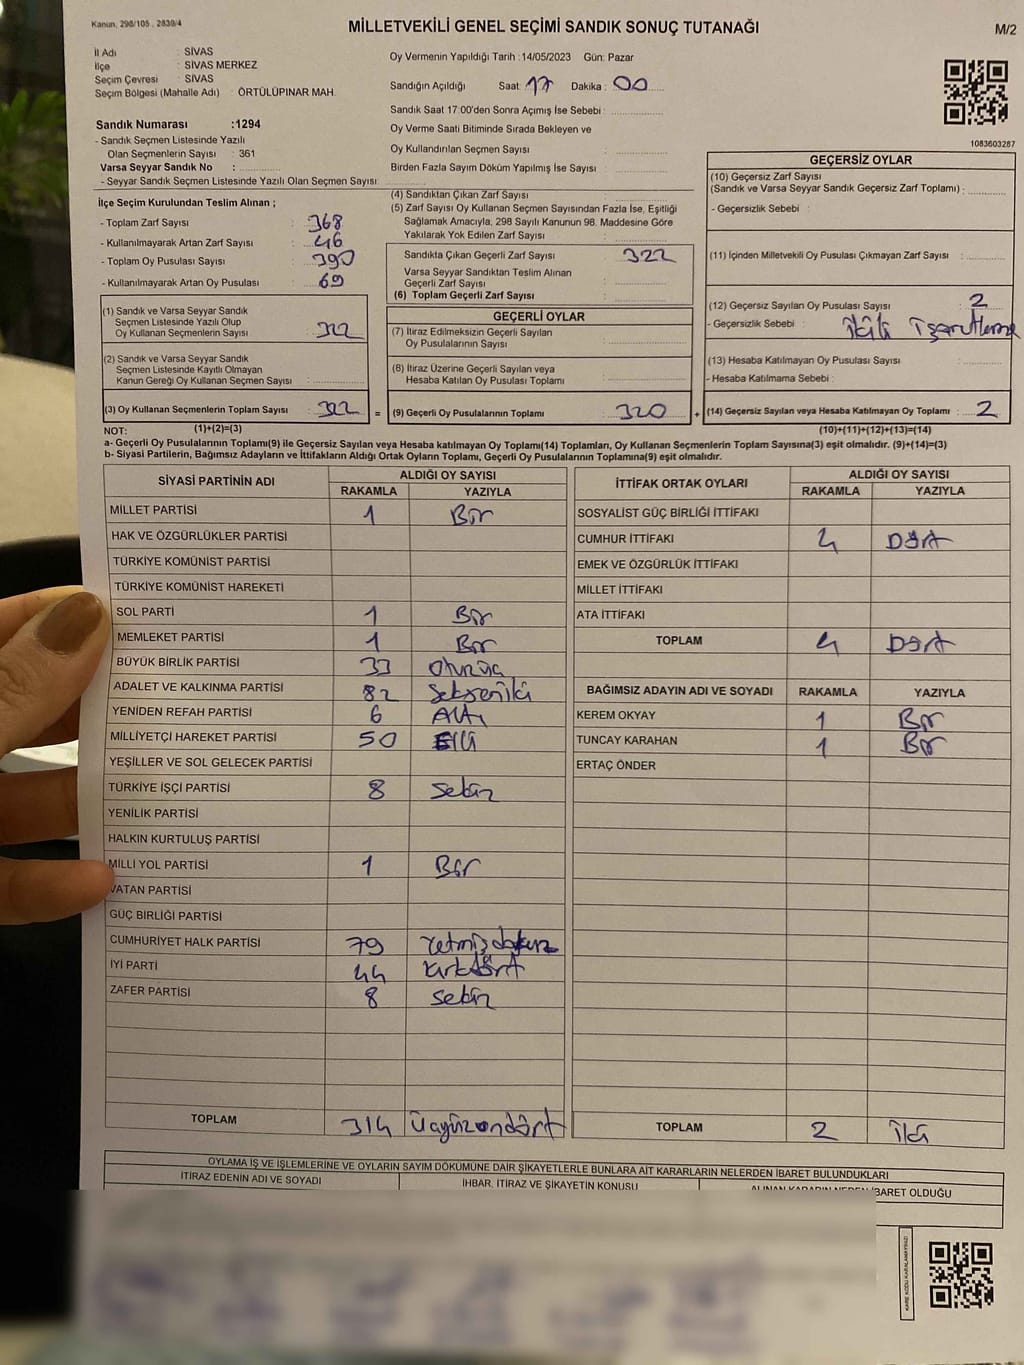 Kanun, 298/105 , 2839/4
MİLLETVEKİLİ GENEL SEÇİMİ SANDIK SONUÇ TUTANAĞI
M/2
İl Adı : SİVAS
İlçe : SİVAS MERKEZ
Seçim Çevresi : SİVAS
Seçim Bölgesi (Mahalle Adı) : ÖRTÜLÜPINAR MAH.
Oy Vermenin Yapıldığı Tarih :14/05/2023 Gün: Pazar
Sandığın Açıldığı Saat: 17 Dakika : 00
Sandık Saat 17:00'den Sonra Açımış İse Sebebi :
Oy Verme Saati Bitiminde Sırada Bekleyen ve
Oy Kullandırılan Seçmen Sayısı :
Birden Fazla Sayım Döküm Yapılmış İse Sayısı :
1083603287
Sandık Numarası :1294
- Sandık Seçmen Listesinde Yazılı
Olan Seçmenlerin Sayısı : 361
Varsa Seyyar Sandık No :
- Seyyar Sandık Seçmen Listesinde Yazılı Olan Seçmen Sayısı:
İlçe Seçim Kurulundan Teslim Alınan ;
- Toplam Zarf Sayısı : 368
- Kullanılmayarak Artan Zarf Sayısı : 46
- Toplam Oy Pusulası Sayısı : 390
- Kullanılmayarak Artan Oy Pusulası : 69
(1) Sandık ve Varsa Seyyar Sandık
Seçmen Listesinde Yazılı Olup
Oy Kullanan Seçmenlerin Sayısı : 322
(2) Sandık ve Varsa Seyyar Sandık
Seçmen Listesinde Kayıtlı Olmayan
Kanun Gereği Oy Kullanan Seçmen Sayısı :
(3) Oy Kullanan Seçmenlerin Toplam Sayısı : 322 =
(1)+(2)=(3)
(4) Sandıktan Çıkan Zarf Sayısı :
(5) Zarf Sayısı Oy Kullanan Seçmen Sayısından Fazla İse, Eşitliği
Sağlamak Amacıyla, 298 Sayılı Kanunun 98. Maddesine Göre
Yakılarak Yok Edilen Zarf Sayısı :
Sandıkta Çıkan Geçerli Zarf Sayısı : 322
Varsa Seyyar Sandıktan Teslim Alınan
Geçerli Zarf Sayısı :
(6) Toplam Geçerli Zarf Sayısı :
GEÇERLİ OYLAR
(7) İtiraz Edilmeksizin Geçerli Sayılan
Oy Pusulalarının Sayısı :
(8) İtiraz Üzerine Geçerli Sayılan veya
Hesaba Katılan Oy Pusulası Toplamı :
(9) Geçerli Oy Pusulalarının Toplamı : 320 +
GEÇERSİZ OYLAR
(10) Geçersiz Zarf Sayısı
(Sandık ve Varsa Seyyar Sandık Geçersiz Zarf Toplamı) :
- Geçersizlik Sebebi :
(11) İçinden Milletvekili Oy Pusulası Çıkmayan Zarf Sayısı :
(12) Geçersiz Sayılan Oy Pusulası Sayısı : 2
- Geçersizlik Sebebi : İkili işaretleme
(13) Hesaba Katılmayan Oy Pusulası Sayısı :
- Hesaba Katılmama Sebebi :
(14) Geçersiz Sayılan veya Hesaba Katılmayan Oy Toplamı : 2
(10)+(11)+(12)+(13)=(14)
NOT:
a- Geçerli Oy Pusulalarının Toplamı(9) ile Geçersiz Sayılan veya Hesaba katılmayan Oy Toplamı(14) Toplamları, Oy Kullanan Seçmenlerin Toplam Sayısına(3) eşit olmalıdır. (9)+(14)=(3)
b- Siyasi Partilerin, Bağımsız Adayların ve İttifakların Aldığı Ortak Oyların Toplamı, Geçerli Oy Pusulalarının Toplamına(9) eşit olmalıdır.
SİYASİ PARTİNİN ADI ALDIĞI OY SAYISI
RAKAMLA YAZIYLA
MİLLET PARTİSİ 1 Bir
HAK VE ÖZGÜRLÜKLER PARTİSİ
TÜRKİYE KOMÜNİST PARTİSİ
TÜRKİYE KOMÜNİST HAREKETİ
SOL PARTİ 1 Bir
MEMLEKET PARTİSİ 1 Bir
BÜYÜK BİRLİK PARTİSİ 33 otuzüç
ADALET VE KALKINMA PARTİSİ 82 Sekseniki
YENİDEN REFAH PARTİSİ 6 Altı
MİLLİYETÇİ HAREKET PARTİSİ 50 Elli
YEŞİLLER VE SOL GELECEK PARTİSİ
TÜRKİYE İŞÇİ PARTİSİ 8 Sekiz
YENİLİK PARTİSİ
HALKIN KURTULUŞ PARTİSİ
MİLLİ YOL PARTİSİ 1 Bir
VATAN PARTİSİ
GÜÇ BİRLİĞİ PARTİSİ
CUMHURİYET HALK PARTİSİ 79 Yetmişdokuz
İYİ PARTİ 44 Kırkdört
ZAFER PARTİSİ 8 Sekiz
TOPLAM 314 Üçyüzondört
İTTİFAK ORTAK OYLARI ALDIĞI OY SAYISI
RAKAMLA YAZIYLA
SOSYALİST GÜÇ BİRLİĞİ İTTİFAKI
CUMHUR İTTİFAKI 4 Dört
EMEK VE ÖZGÜRLÜK İTTİFAKI
MİLLET İTTİFAKI
ATA İTTİFAKI
TOPLAM 4 Dört
BAĞIMSIZ ADAYIN ADI VE SOYADI RAKAMLA YAZIYLA
KEREM OKYAY 1 Bir
TUNCAY KARAHAN 1 Bir
ERTAÇ ÖNDER
TOPLAM 2 İki
OYLAMA İŞ VE İŞLEMLERİNE VE OYLARIN SAYIM DÖKÜMÜNE DAİR ŞİKAYETLERLE BUNLARA AİT KARARLARIN NELERDEN İBARET BULUNDUKLARI
İTİRAZ EDENİN ADI VE SOYADI İHBAR, İTİRAZ VE ŞİKAYETİN KONUSU ALINAN KARARIN NEDEN İBARET OLDUĞU
KARE KODU KARALAMAYINIZ!